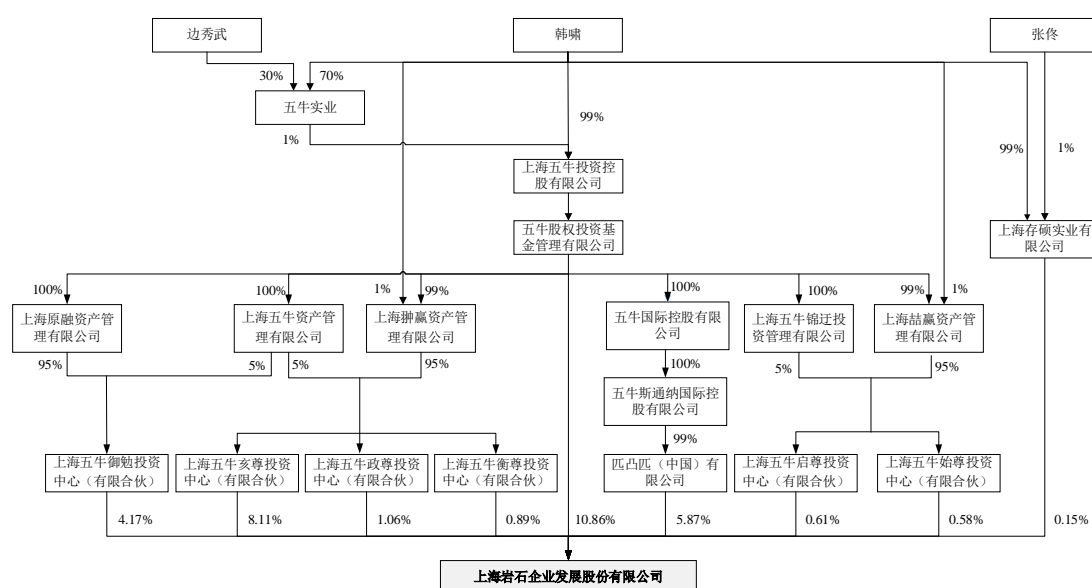 边秀武
韩啸
张佟
30%
70%
五牛实业
1%
99%
99%
1%
上海五牛投资控
股有限公司
五牛股权投资基
金管理有限公司
上海存硕实业有
限公司
100%
100%
1%
99%
100%
100%
99%
1%
上海原融资产管
理有限公司
上海五牛资产管
理有限公司
上海翀赢资产管
理有限公司
五牛国际控股有限
公司
上海五牛锦迂投
资管理有限公司
上海喆赢资产管
理有限公司
95%
5%
5%
95%
100%
5%
95%
五牛斯通纳国际控
股有限公司
99%
上海五牛御勉投资
中心（有限合伙）
上海五牛亥尊投资
中心（有限合伙）
上海五牛政尊投资
中心（有限合伙）
上海五牛衡尊投资
中心（有限合伙）
匹凸匹（中国）有
限公司
上海五牛启尊投资
中心（有限合伙）
上海五牛始尊投资
中心（有限合伙）
4.17%
8.11%
1.06%
0.89%
10.86%
5.87%
0.61%
0.58%
0.15%
上海岩石企业发展股份有限公司